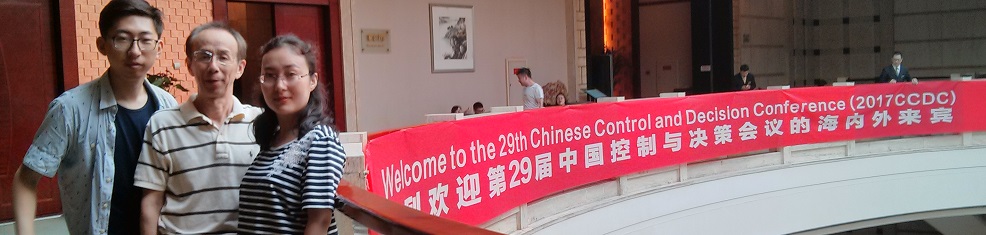 Welcome to the 29th Chinese Control and Decision Conference (2017CCDC)
欢迎第29届中国控制与决策会议的海内外来宾